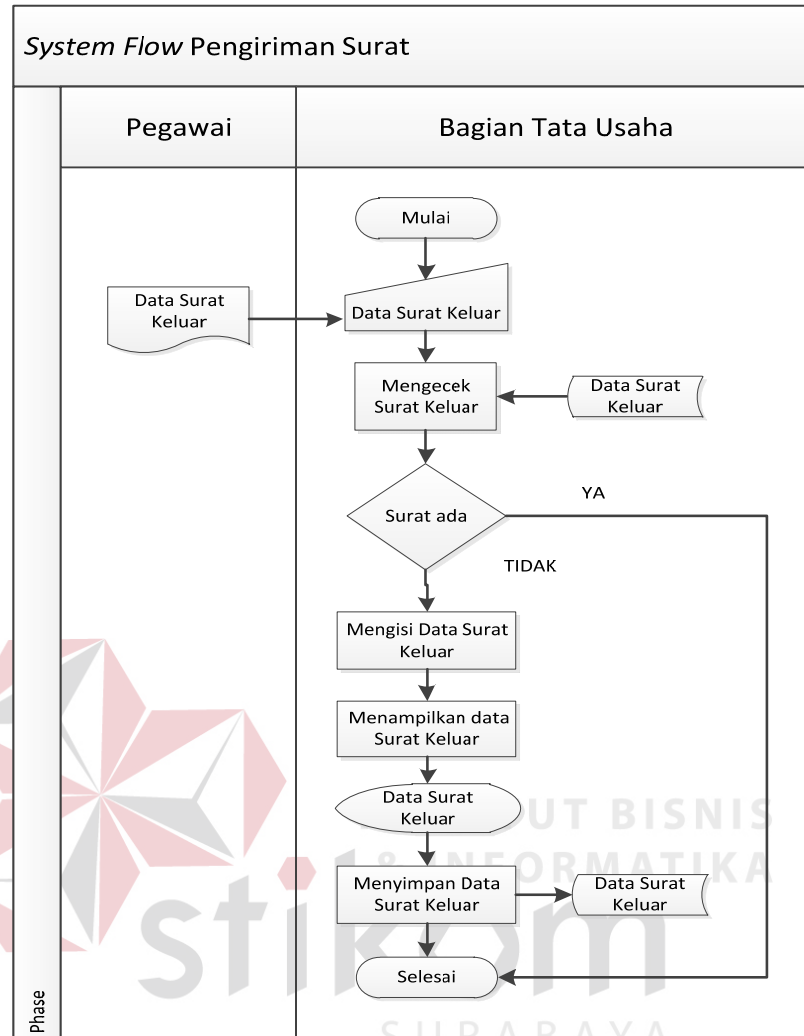 System Flow Pengiriman Surat
Pegawai
Bagian Tata Usaha
Mulai
Data Surat
Keluar
Data Surat Keluar
Mengecek
Surat Keluar
Data Surat
Keluar
Surat ada
YA
TIDAK
Mengisi Data Surat
Keluar
Menampilkan data
Surat Keluar
Data Surat
Keluar
Menyimpan Data
Surat Keluar
Data Surat
Keluar
Selesai
Phase
UT BISNIS
& INFORMATIKA
stikom
SURABAYA